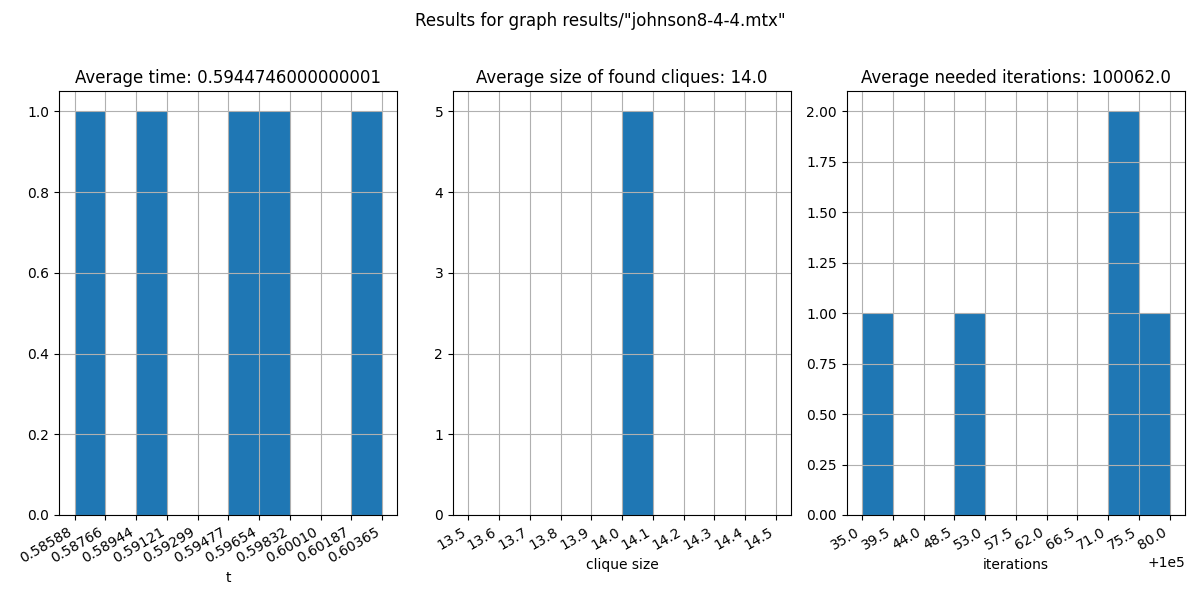 Results for graph results/"johnson8-4-4.mtx"
Average time: 0.5944746000000001
1.0
0.8
0.6
0.4
0.2
0.0
0.58588 0.58766 0.58944 0.59121 0.59299 0.59477 0.59654 0.59832 0.60010 0.60187 0.60365
t
Average size of found cliques: 14.0
5
4
3
2
1
0
13.5 13.6 13.7 13.8 13.9 14.0 14.1 14.2 14.3 14.4 14.5
clique size
Average needed iterations: 100062.0
2.00
1.75
1.50
1.25
1.00
0.75
0.50
0.25
0.00
35.0 39.5 44.0 48.5 53.0 57.5 62.0 66.5 71.0 75.5 80.0
+1e5
iterations